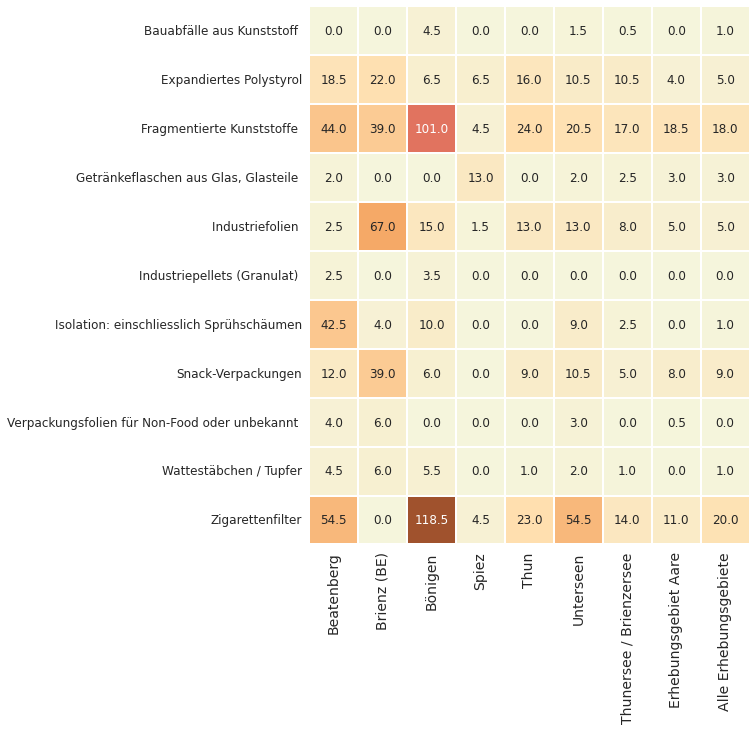 Bauabfälle aus Kunststoff 0.0 0.0 4.5 0.0 0.0 1.5 0.5 0.0 1.0
Expandiertes Polystyrol 18.5 22.0 6.5 6.5 16.0 10.5 10.5 4.0 5.0
Fragmentierte Kunststoffe 44.0 39.0 101.0 4.5 24.0 20.5 17.0 18.5 18.0
Getränkeflaschen aus Glas, Glasteile 2.0 0.0 0.0 13.0 0.0 2.0 2.5 3.0 3.0
Industriefolien 2.5 67.0 15.0 1.5 13.0 13.0 8.0 5.0 5.0
Industriepellets (Granulat) 2.5 0.0 3.5 0.0 0.0 0.0 0.0 0.0 0.0
Isolation: einschliesslich Sprühschäumen 42.5 4.0 10.0 0.0 0.0 9.0 2.5 0.0 1.0
Snack-Verpackungen 12.0 39.0 6.0 0.0 9.0 10.5 5.0 8.0 9.0
Verpackungsfolien für Non-Food oder unbekannt 4.0 6.0 0.0 0.0 0.0 3.0 0.0 0.5 0.0
Wattestäbchen / Tupfer 4.5 6.0 5.5 0.0 1.0 2.0 1.0 0.0 1.0
Zigarettenfilter 54.5 0.0 118.5 4.5 23.0 54.5 14.0 11.0 20.0
Beatenberg
Brienz (BE)
Bönigen
Spiez
Thun
Unterseen
Thunersee / Brienzersee
Erhebungsgebiet Aare
Alle Erhebungsgebiete